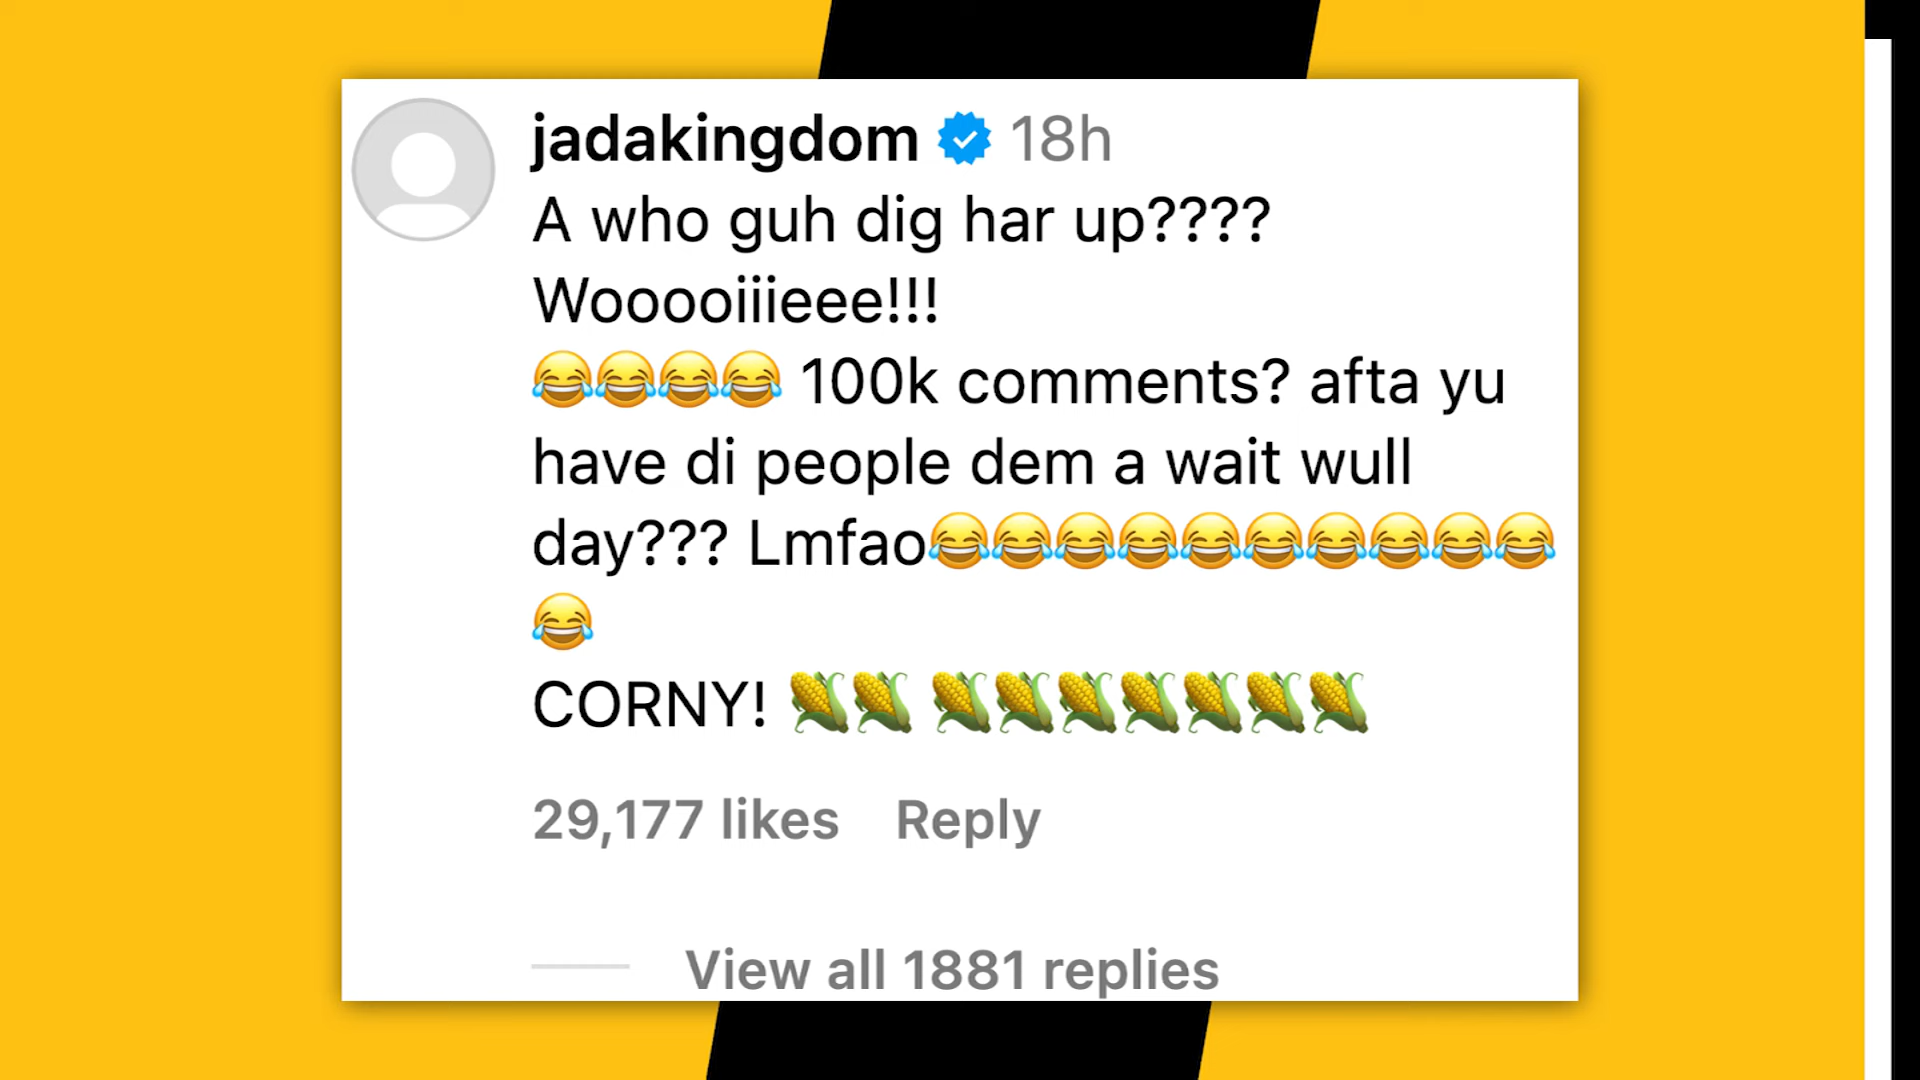 jadakingdom 18h
A who guh dig har up????
Wooooiiieee!!!
😂😂😂😂 100k comments? afta yu
have di people dem a wait wull
day??? Lmfao😂😂😂😂😂😂😂😂😂😂
😂
CORNY! 🌽🌽 🌽🌽🌽🌽🌽🌽🌽
29,177 likes Reply
View all 1881 replies